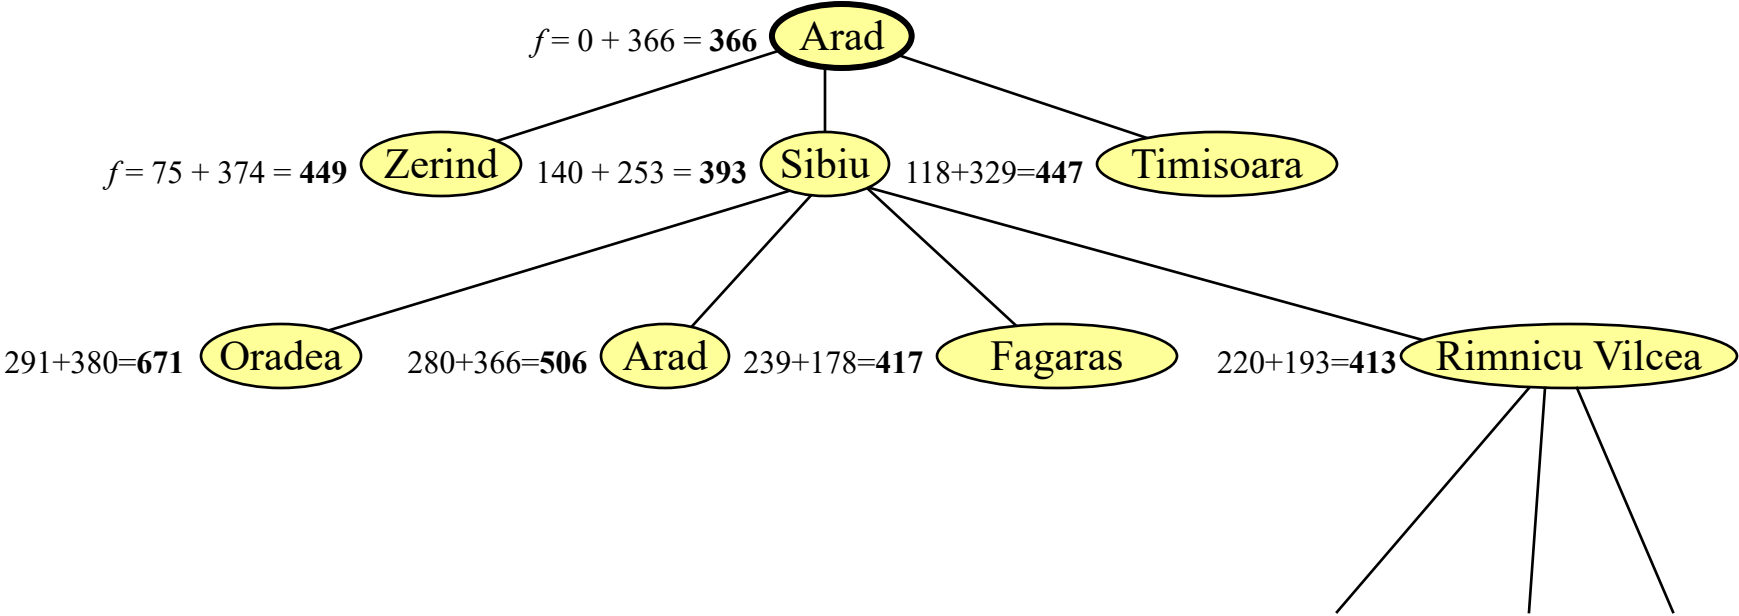 f = 0 + 366 = 366 Arad
f = 75 + 374 = 449 Zerind 140 + 253 = 393 Sibiu 118+329=447 Timisoara
291+380=671 Oradea 280+366=506 Arad 239+178=417 Fagaras 220+193=413 Rimnicu Vilcea